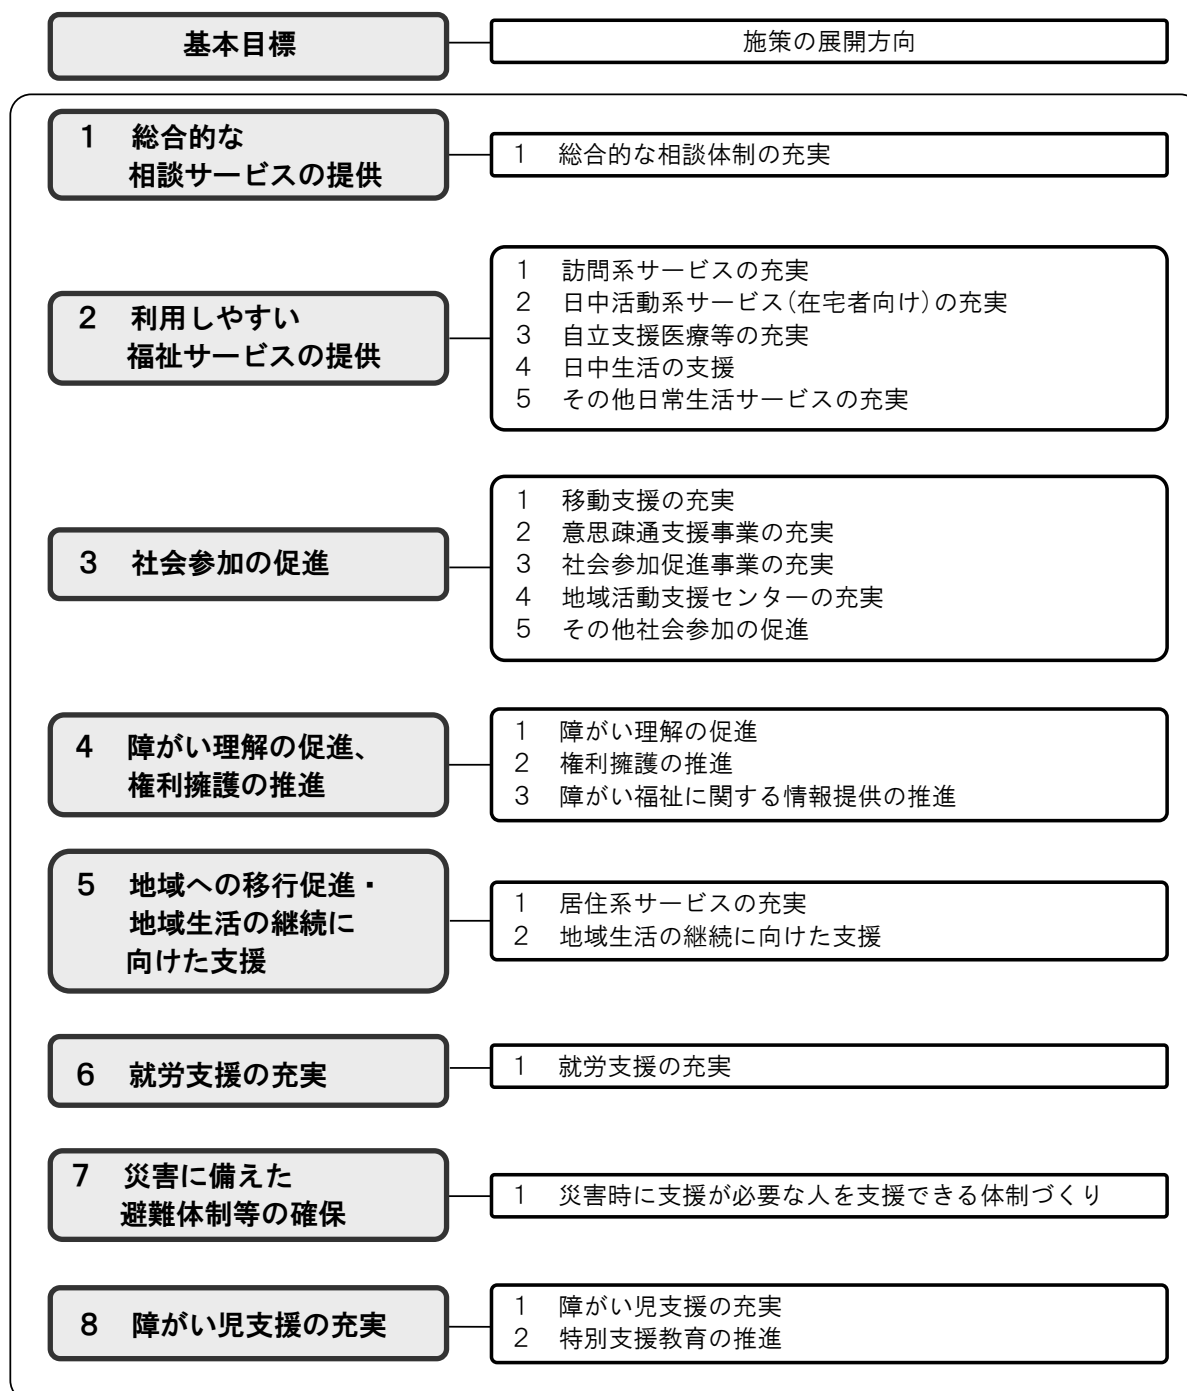 基本目標
施策の展開方向
1 総合的な
相談サービスの提供
1 総合的な相談体制の充実
2 利用しやすい
福祉サービスの提供
1 訪問系サービスの充実
2 日中活動系サービス(在宅者向け)の充実
3 自立支援医療等の充実
4 日中生活の支援
5 その他日常生活サービスの充実
3 社会参加の促進
1 移動支援の充実
2 意思疎通支援事業の充実
3 社会参加促進事業の充実
4 地域活動支援センターの充実
5 その他社会参加の促進
4 障がい理解の促進、
権利擁護の推進
1 障がい理解の促進
2 権利擁護の推進
3 障がい福祉に関する情報提供の推進
5 地域への移行促進・
地域生活の継続に
向けた支援
1 居住系サービスの充実
2 地域生活の継続に向けた支援
6 就労支援の充実
1 就労支援の充実
7 災害に備えた
避難体制等の確保
1 災害時に支援が必要な人を支援できる体制づくり
8 障がい児支援の充実
1 障がい児支援の充実
2 特別支援教育の推進